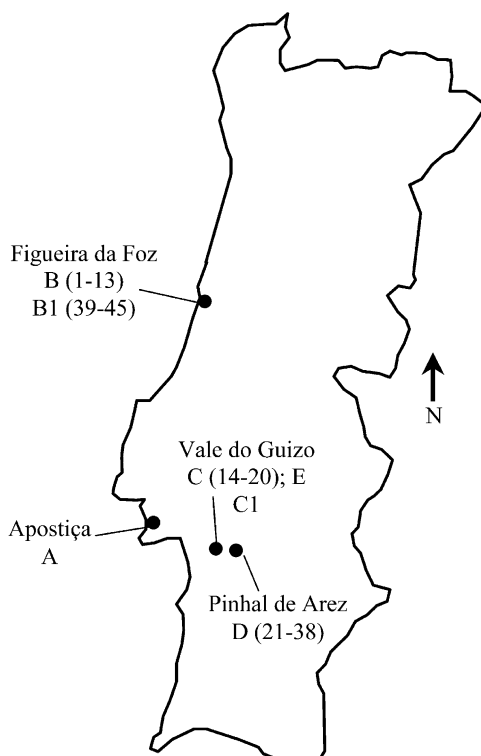 Figueira da Foz
B (1-13)
B1 (39-45)
N
Vale do Guizo
C (14-20); E
C1
Apostiça
A
Pinhal de Arez
D (21-38)